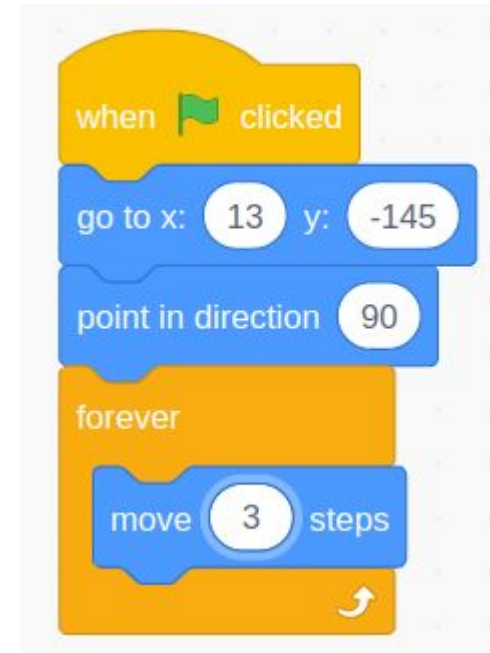 when clicked
go to x: 13 y: -145
point in direction 90
forever
move 3 steps